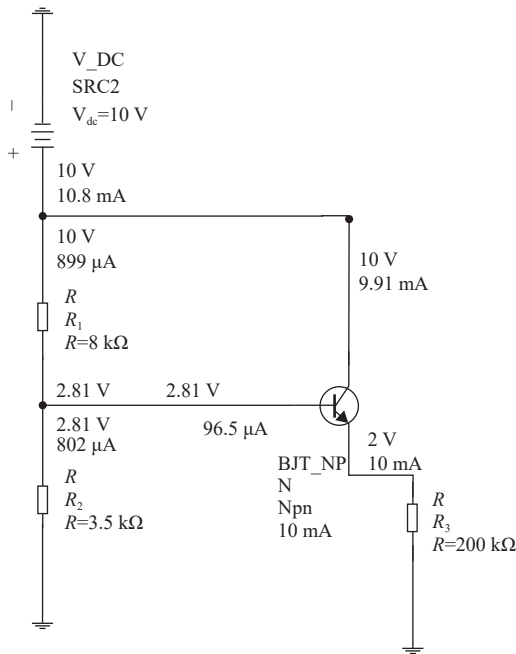 V_DC
SRC2
V_dc=10 V
−
+
10 V
10.8 mA
10 V
899 μA
10 V
9.91 mA
R
R₁
R=8 kΩ
2.81 V
2.81 V
2.81 V
802 μA
96.5 μA
2 V
10 mA
BJT_NP
N
Npn
10 mA
R
R₂
R=3.5 kΩ
R
R₃
R=200 kΩ